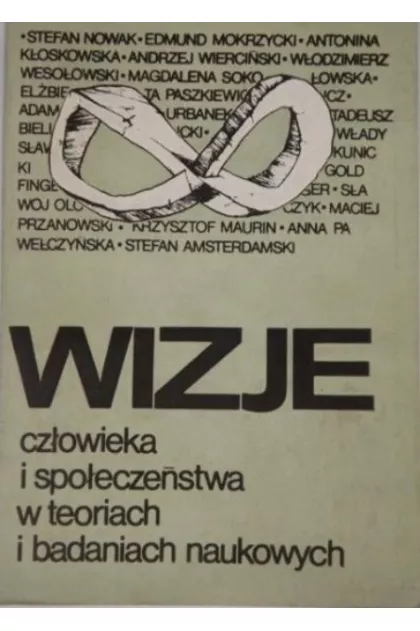 •STEFAN NOWAK•EDMUND MOKRZYCKI•ANTONINA
KŁOSKOWSKA•ANDRZEJ WIERCIŃSKI•WŁODZIMIERZ
WESOŁOWSKI•MAGDALENA SOKO ŁOWSKA•
ELŻBIE TA PASZKIEWIC CZ•
ADAM URBANEK TADEUSZ
BIELI CKI• WŁADY
SŁAW KUNIC
KI GOLD
FINGE SER•SŁA
WOJ OLC CZYK•MACIEJ
PRZANOWSKI• KRZYSZTOF MAURIN•ANNA PA
WEŁCZYŃSKA•STEFAN AMSTERDAMSKI
WIZJE
człowieka
i społeczeństwa
w teoriach
i badaniach naukowych